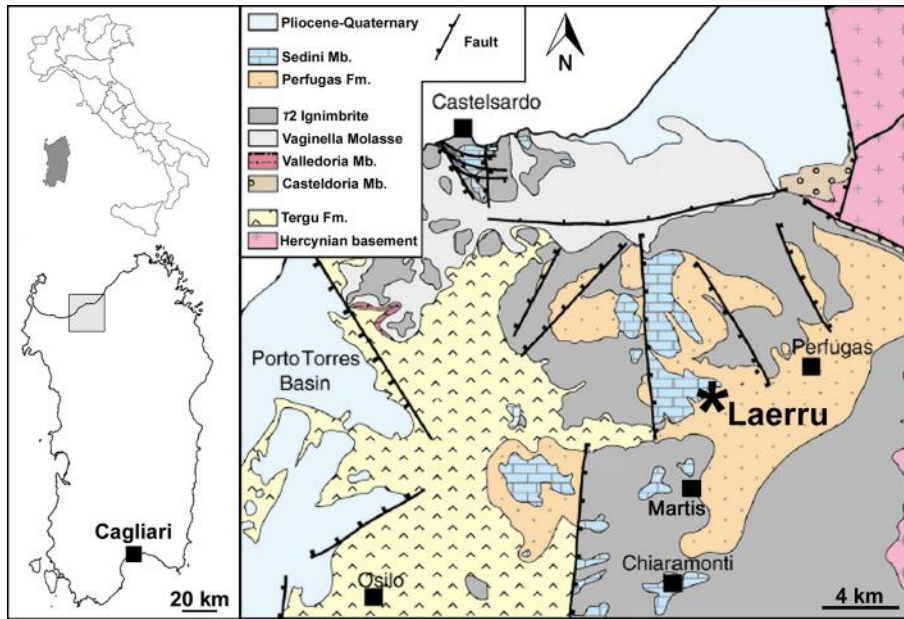 Pliocene-Quaternary
Sedini Mb.
Perfugas Fm.
τ2 Ignimbrite
Vaginella Molasse
Valledoria Mb.
Casteldoria Mb.
Tergu Fm.
Hercynian basement
Fault
N
Castelsardo
Porto Torres
Basin
Perfugas
Laerru
Martis
Chiaramonti
Osilo
4 km
Cagliari
20 km